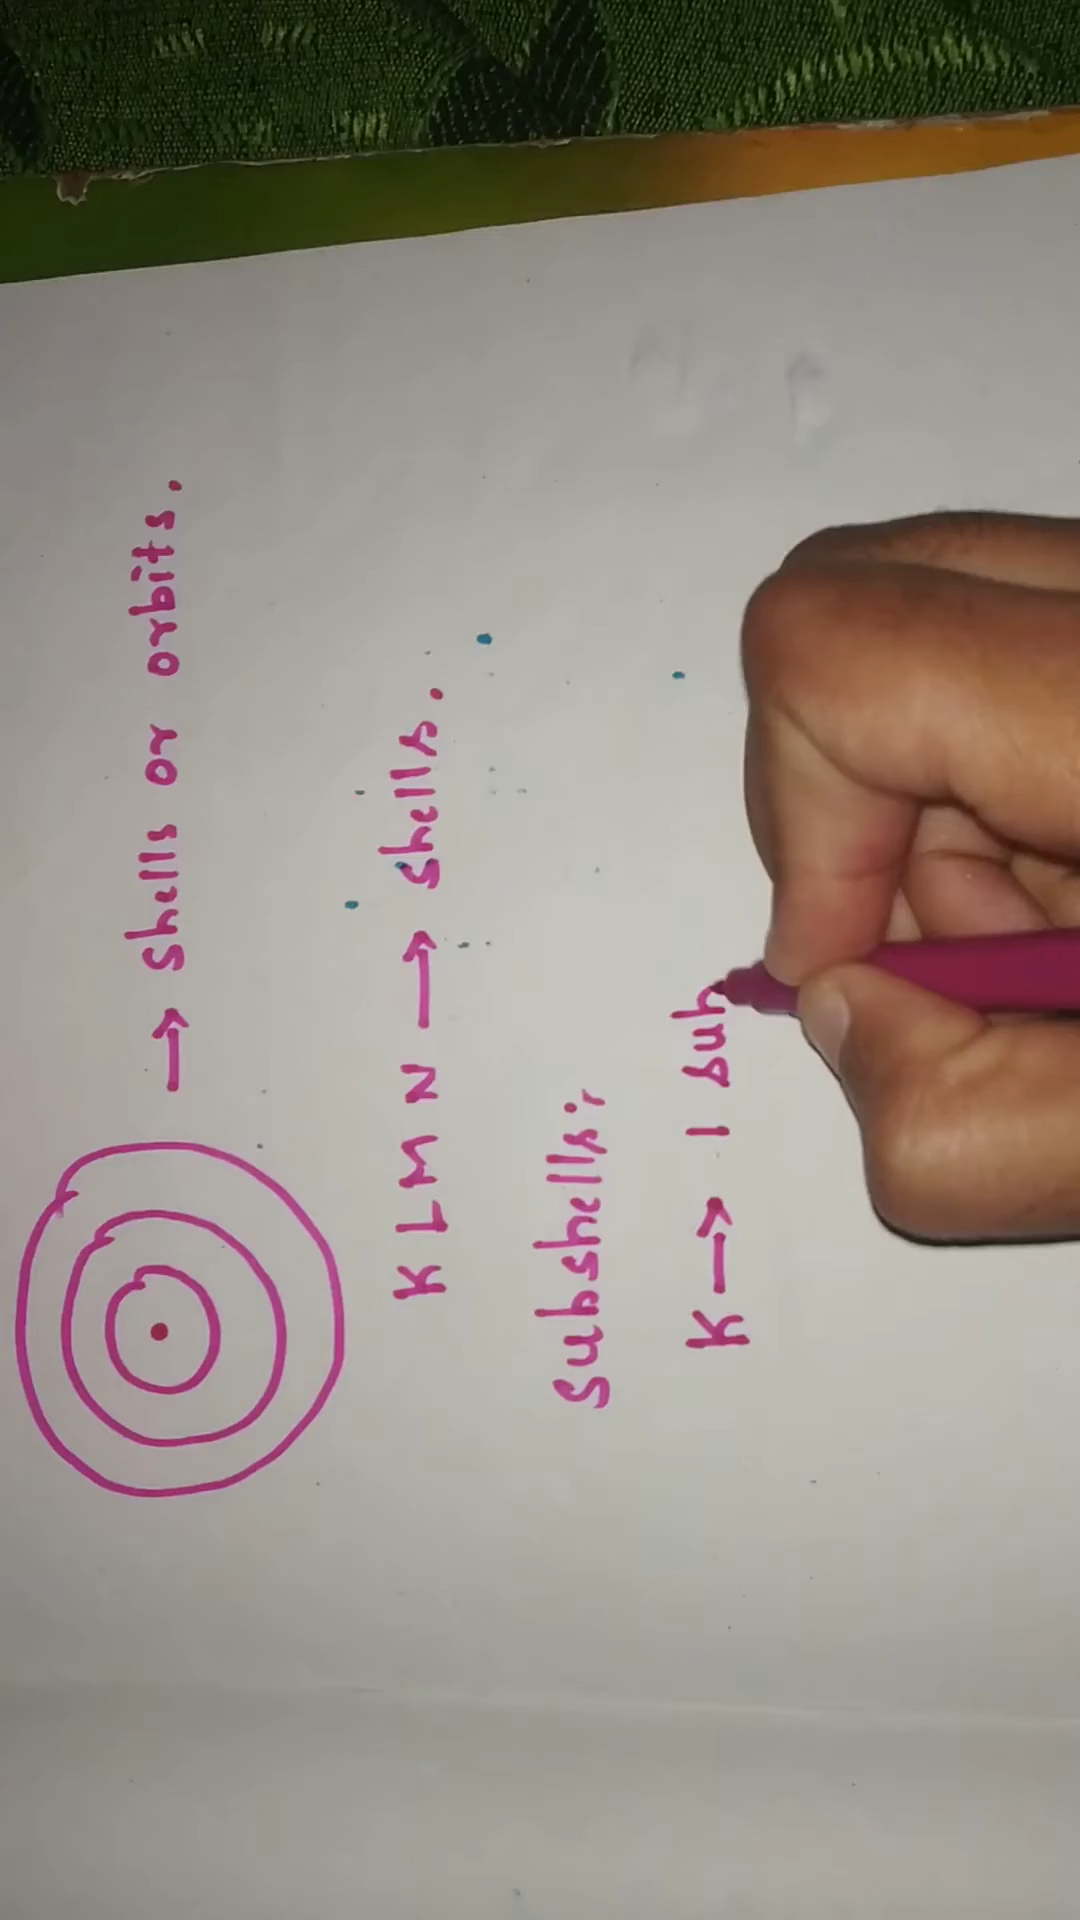 → shells or orbits.
K L M N → shells.
Subshells:
K → 1 sub